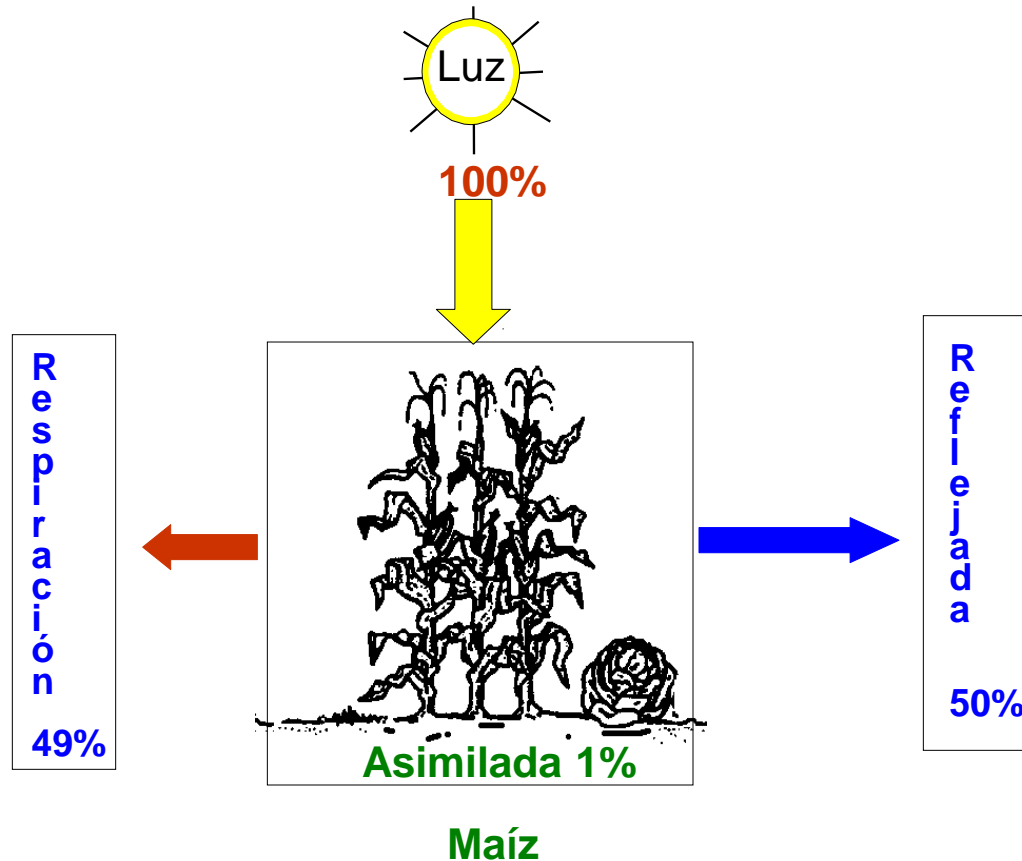 Luz
100%
Respiración
49%
Reflejada
50%
Asimilada 1%
Maíz